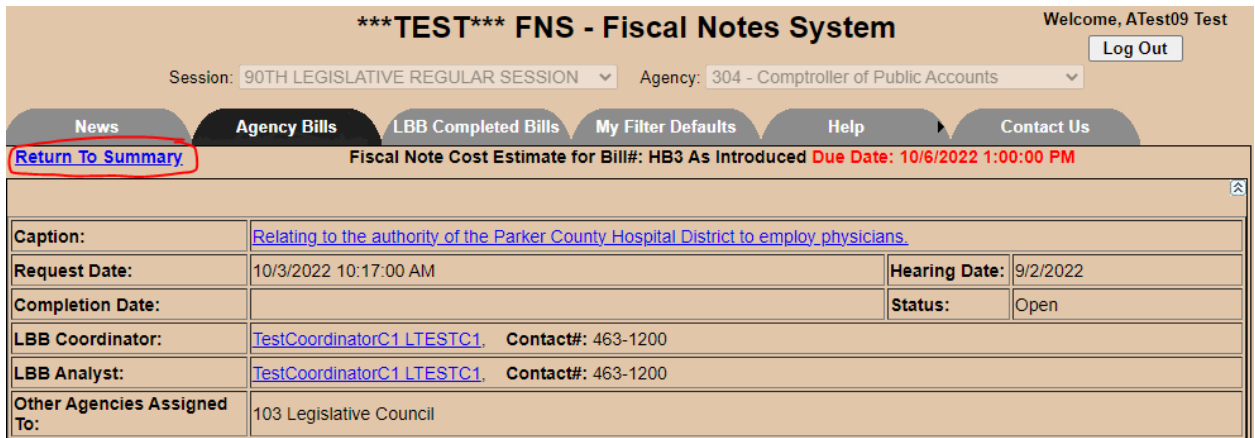 ***TEST*** FNS - Fiscal Notes System
Welcome, ATest09 Test
Log Out
Session: 90TH LEGISLATIVE REGULAR SESSION Agency: 304 - Comptroller of Public Accounts
News Agency Bills LBB Completed Bills My Filter Defaults Help Contact Us
Return To Summary Fiscal Note Cost Estimate for Bill#: HB3 As Introduced Due Date: 10/6/2022 1:00:00 PM
Caption: Relating to the authority of the Parker County Hospital District to employ physicians.
Request Date: 10/3/2022 10:17:00 AM Hearing Date: 9/2/2022
Completion Date: Status: Open
LBB Coordinator: TestCoordinatorC1 LTESTC1, Contact#: 463-1200
LBB Analyst: TestCoordinatorC1 LTESTC1, Contact#: 463-1200
Other Agencies Assigned
To: 103 Legislative Council